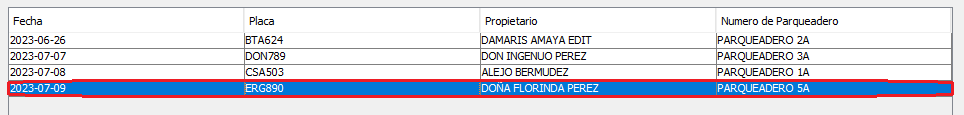 Fecha Placa Propietario Numero de Parqueadero
2023-06-26 BTA624 DAMARIS AMAYA EDIT PARQUEADERO 2A
2023-07-07 DON789 DON INGENUO PEREZ PARQUEADERO 3A
2023-07-08 CSA503 ALEJO BERMUDEZ PARQUEADERO 1A
2023-07-09 ERG890 DOÑA FLORINDA PEREZ PARQUEADERO 5A